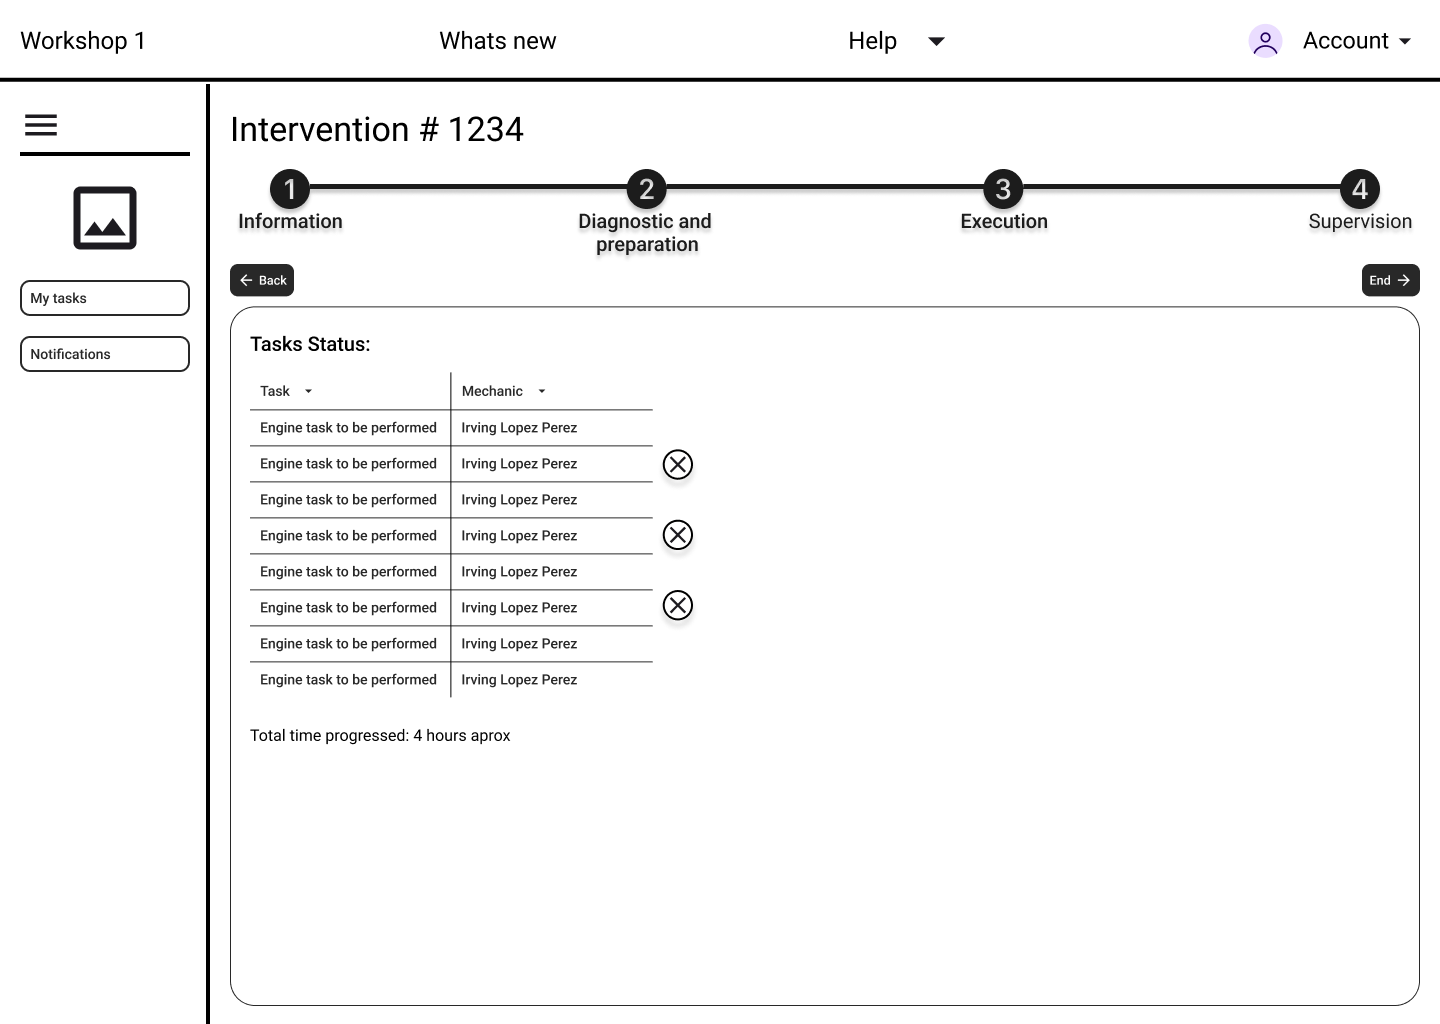 Workshop 1
Whats new
Help
Account
Intervention # 1234
1
2
3
4
Information
Diagnostic and
preparation
Execution
Supervision
Back
End
My tasks
Notifications
Tasks Status:
Task Mechanic
Engine task to be performed Irving Lopez Perez
Engine task to be performed Irving Lopez Perez
Engine task to be performed Irving Lopez Perez
Engine task to be performed Irving Lopez Perez
Engine task to be performed Irving Lopez Perez
Engine task to be performed Irving Lopez Perez
Engine task to be performed Irving Lopez Perez
Engine task to be performed Irving Lopez Perez
Total time progressed: 4 hours aprox